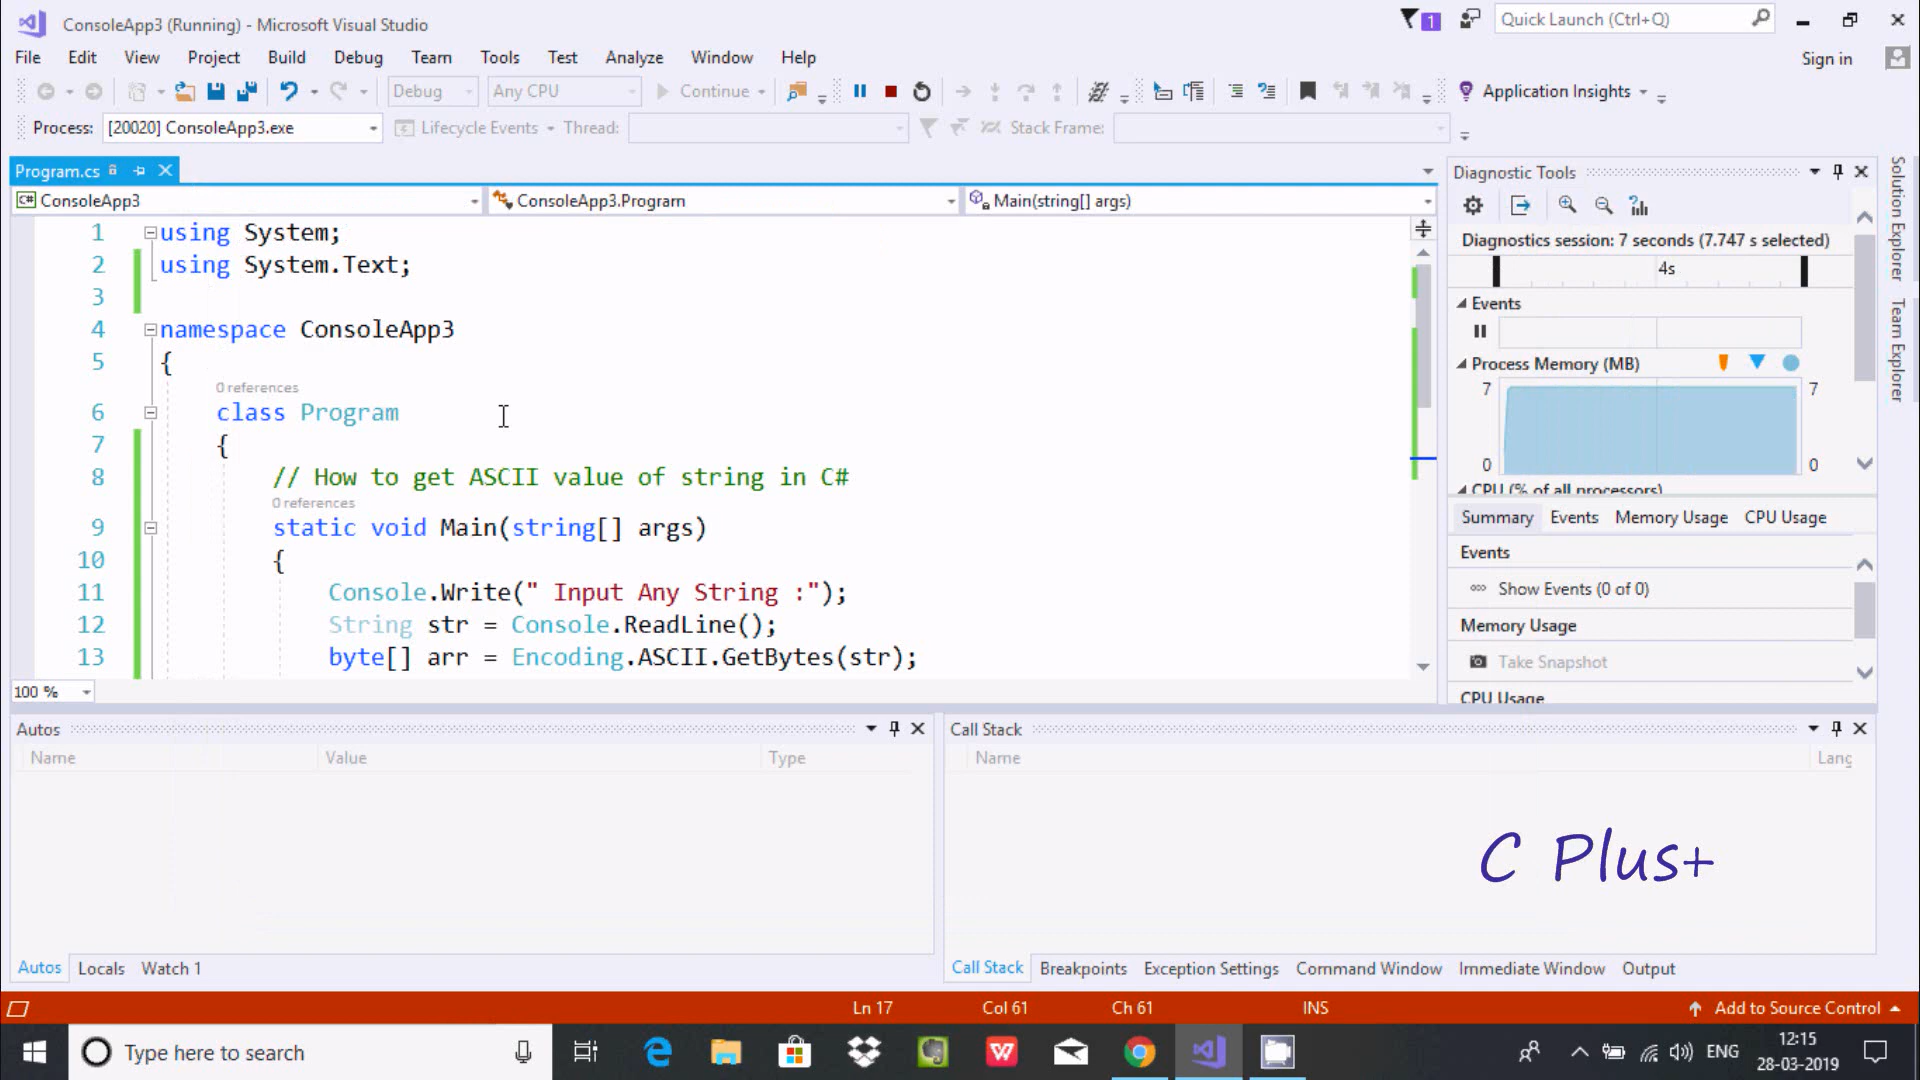 ConsoleApp3 (Running) - Microsoft Visual Studio
1
Quick Launch (Ctrl+Q)
File Edit View Project Build Debug Team Tools Test Analyze Window Help
Sign in
Debug Any CPU Continue Application Insights
Process: [20020] ConsoleApp3.exe Lifecycle Events Thread: Stack Frame:
Program.cs
C# ConsoleApp3 ConsoleApp3.Program Main(string[] args)
1 using System;
2 using System.Text;
3
4 namespace ConsoleApp3
5 {
0 references
6 class Program
7 {
8 // How to get ASCII value of string in C#
0 references
9 static void Main(string[] args)
10 {
11 Console.Write(" Input Any String :");
12 String str = Console.ReadLine();
13 byte[] arr = Encoding.ASCII.GetBytes(str);
100 %
Diagnostic Tools
Diagnostics session: 7 seconds (7.747 s selected)
4s
Events
Process Memory (MB)
7 7
0 0
CPU (% of all processors)
Summary Events Memory Usage CPU Usage
Events
Show Events (0 of 0)
Memory Usage
Take Snapshot
CPU Usage
Solution Explorer
Team Explorer
Autos
Name Value Type
Autos Locals Watch 1
Call Stack
Name Lang
C Plus+
Call Stack Breakpoints Exception Settings Command Window Immediate Window Output
Ln 17 Col 61 Ch 61 INS Add to Source Control
Type here to search
ENG
12:15
28-03-2019